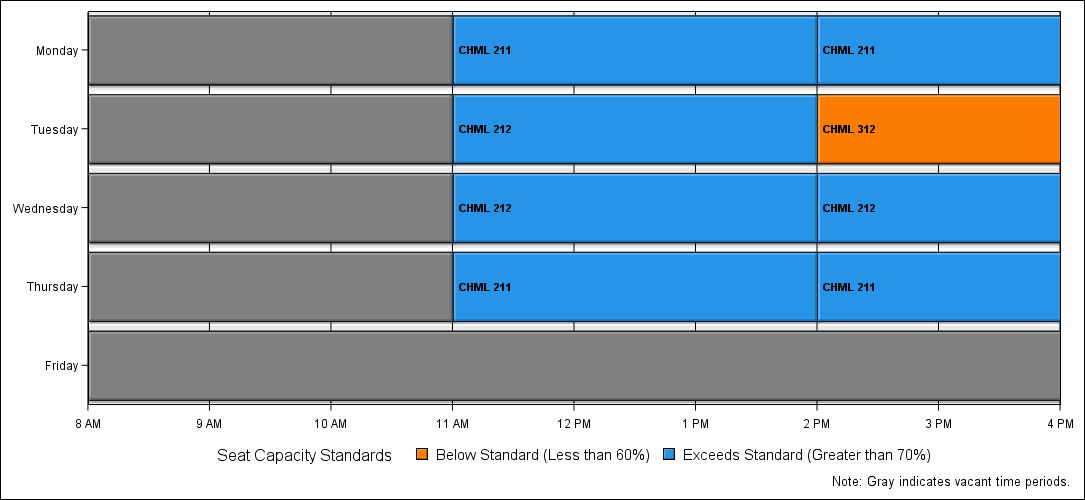 Monday
CHML 211 CHML 211
Tuesday
CHML 212 CHML 312
Wednesday
CHML 212 CHML 212
Thursday
CHML 211 CHML 211
Friday
8 AM 9 AM 10 AM 11 AM 12 PM 1 PM 2 PM 3 PM 4 PM
Seat Capacity Standards Below Standard (Less than 60%) Exceeds Standard (Greater than 70%)
Note: Gray indicates vacant time periods.